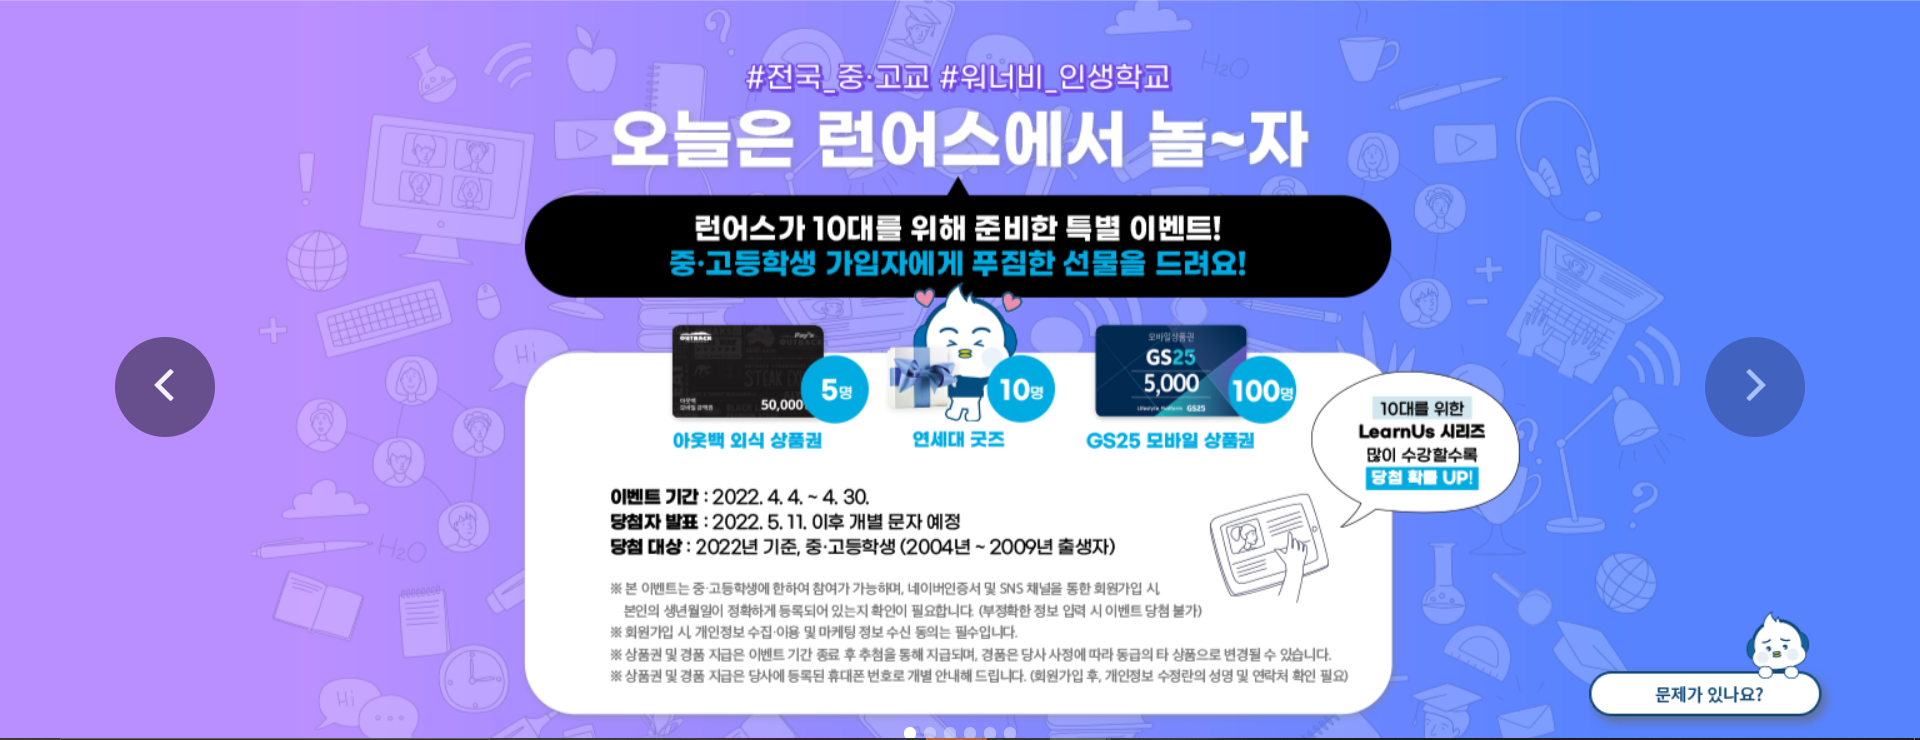 #전국_중·고교 #워너비_인생학교
오늘은 런어스에서 놀~자
런어스가 10대를 위해 준비한 특별 이벤트!
중·고등학생 가입자에게 푸짐한 선물을 드려요!
OUTBACK
50,000
5명
아웃백 외식 상품권
10명
연세대 굿즈
모바일상품권
GS25
5,000
Lifestyle Platform GS25
100명
GS25 모바일 상품권
10대를 위한
LearnUs 시리즈
많이 수강할수록
당첨 확률 UP!
이벤트 기간 : 2022. 4. 4. ~ 4. 30.
당첨자 발표 : 2022. 5. 11. 이후 개별 문자 예정
당첨 대상 : 2022년 기준, 중·고등학생 (2004년 ~ 2009년 출생자)
※ 본 이벤트는 중·고등학생에 한하여 참여가 가능하며, 네이버인증서 및 SNS 채널을 통한 회원가입 시,
본인의 생년월일이 정확하게 등록되어 있는지 확인이 필요합니다. (부정확한 정보 입력 시 이벤트 당첨 불가)
※ 회원가입 시, 개인정보 수집·이용 및 마케팅 정보 수신 동의는 필수입니다.
※ 상품권 및 경품 지급은 이벤트 기간 종료 후 추첨을 통해 지급되며, 경품은 당사 사정에 따라 동급의 타 상품으로 변경될 수 있습니다.
※ 상품권 및 경품 지급은 당사에 등록된 휴대폰 번호로 개별 안내해 드립니다. (회원가입 후, 개인정보 수정란의 성명 및 연락처 확인 필요)
H2O
Hi
H2O
Hi
문제가 있나요?